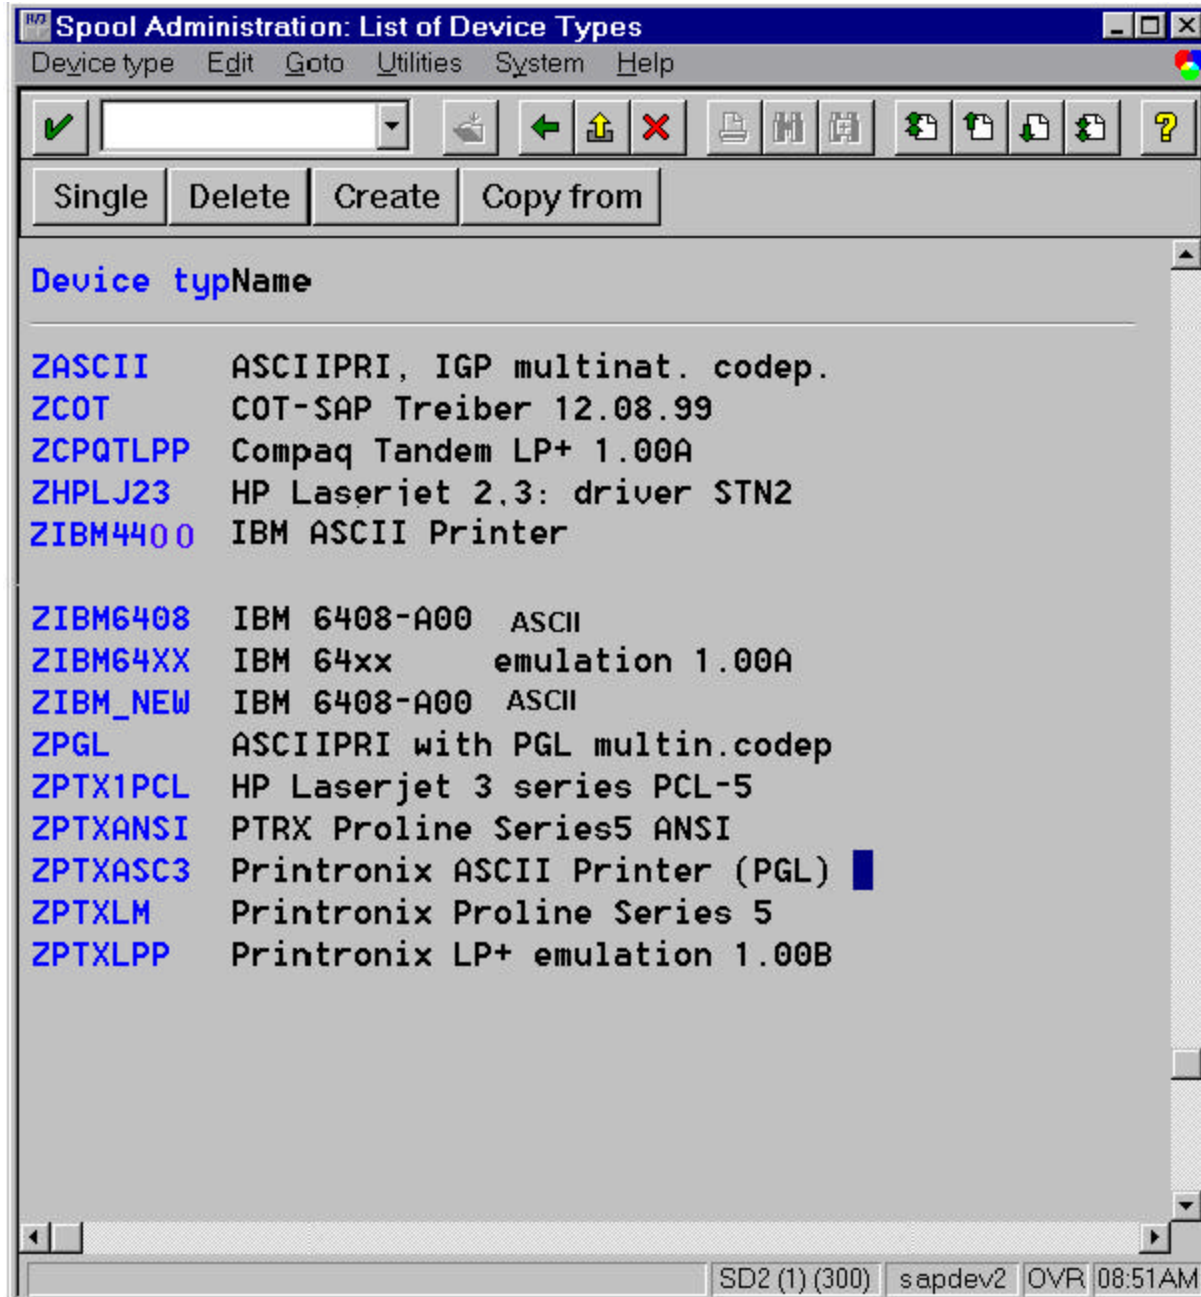 R/3 Spool Administration: List of Device Types
Device type Edit Goto Utilities System Help
?
Single Delete Create Copy from
Device typName
ZASCII ASCIIPRI, IGP multinat. codep.
ZCOT COT-SAP Treiber 12.08.99
ZCPQTLPP Compaq Tandem LP+ 1.00A
ZHPLJ23 HP Laserjet 2,3: driver STN2
ZIBM4400 IBM ASCII Printer
ZIBM6408 IBM 6408-A00 ASCII
ZIBM64XX IBM 64xx emulation 1.00A
ZIBM_NEW IBM 6408-A00 ASCII
ZPGL ASCIIPRI with PGL multin.codep
ZPTX1PCL HP Laserjet 3 series PCL-5
ZPTXANSI PTRX Proline Series5 ANSI
ZPTXASC3 Printronix ASCII Printer (PGL)
ZPTXLM Printronix Proline Series 5
ZPTXLPP Printronix LP+ emulation 1.00B
SD2 (1) (300) sapdev2 OVR 08:51AM